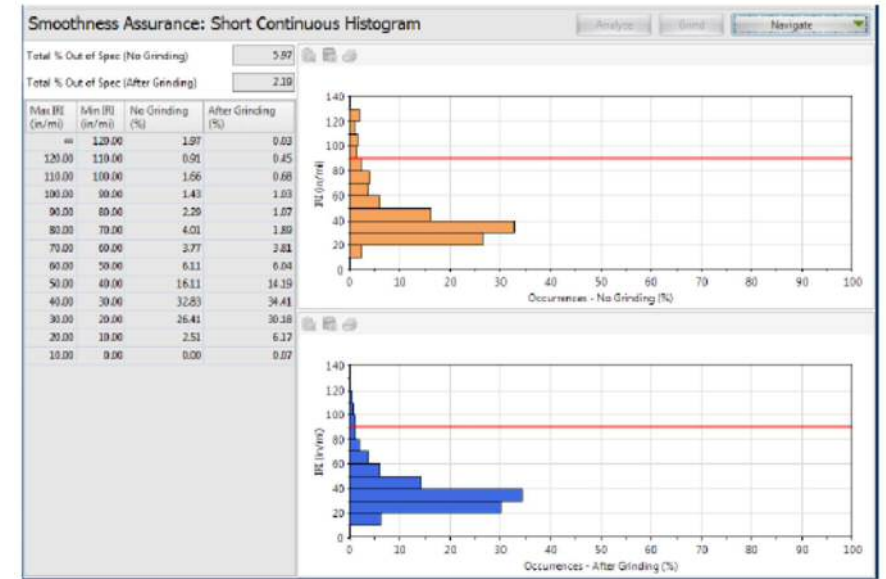 Smoothness Assurance: Short Continuous Histogram
Analyze Grind Navigate
Total % Out of Spec (No Grinding) 5.97
Total % Out of Spec (After Grinding) 2.19
Max IRI (in/mi) Min IRI (in/mi) No Grinding (%) After Grinding (%)
∞ 120.00 1.97 0.03
120.00 110.00 0.91 0.45
110.00 100.00 1.66 0.68
100.00 90.00 1.43 1.03
90.00 80.00 2.29 1.07
80.00 70.00 4.01 1.89
70.00 60.00 3.77 3.81
60.00 50.00 6.11 6.04
50.00 40.00 16.11 14.19
40.00 30.00 32.83 34.41
30.00 20.00 26.41 30.18
20.00 10.00 2.51 6.17
10.00 0.00 0.00 0.07
IRI (in/mi)
140
120
100
80
60
40
20
0
0 10 20 30 40 50 60 70 80 90 100
Occurrences - No Grinding (%)
IRI (in/mi)
140
120
100
80
60
40
20
0
0 10 20 30 40 50 60 70 80 90 100
Occurrences - After Grinding (%)